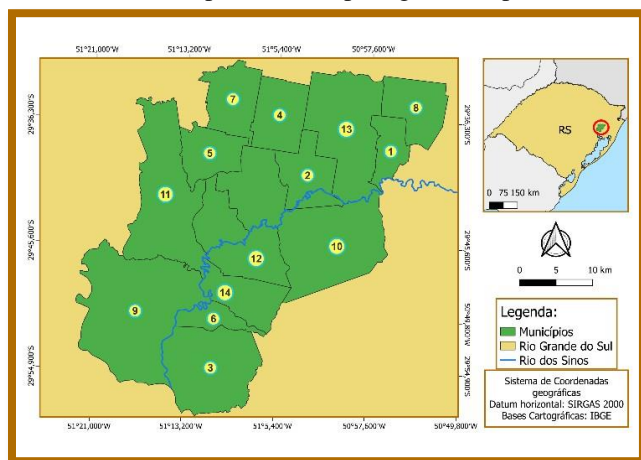 51°21,000'W 51°13,200'W 51°5,400'W 50°57,600'W
29°36,300'S
29°45,600'S
29°54,900'S
7
4
8
13
5
1
2
11
10
12
14
9
6
3
29°36,300'S
29°45,600'S
29°54,900'S
51°21,000'W 51°13,200'W 51°5,400'W 50°57,600'W 50°49,800'W
50°49,800'W
RS
0 75 150 km
0 5 10 km
Legenda:
Municípios
Rio Grande do Sul
Rio dos Sinos
Sistema de Coordenadas
geográficas
Datum horizontal: SIRGAS 2000
Bases Cartográficas: IBGE